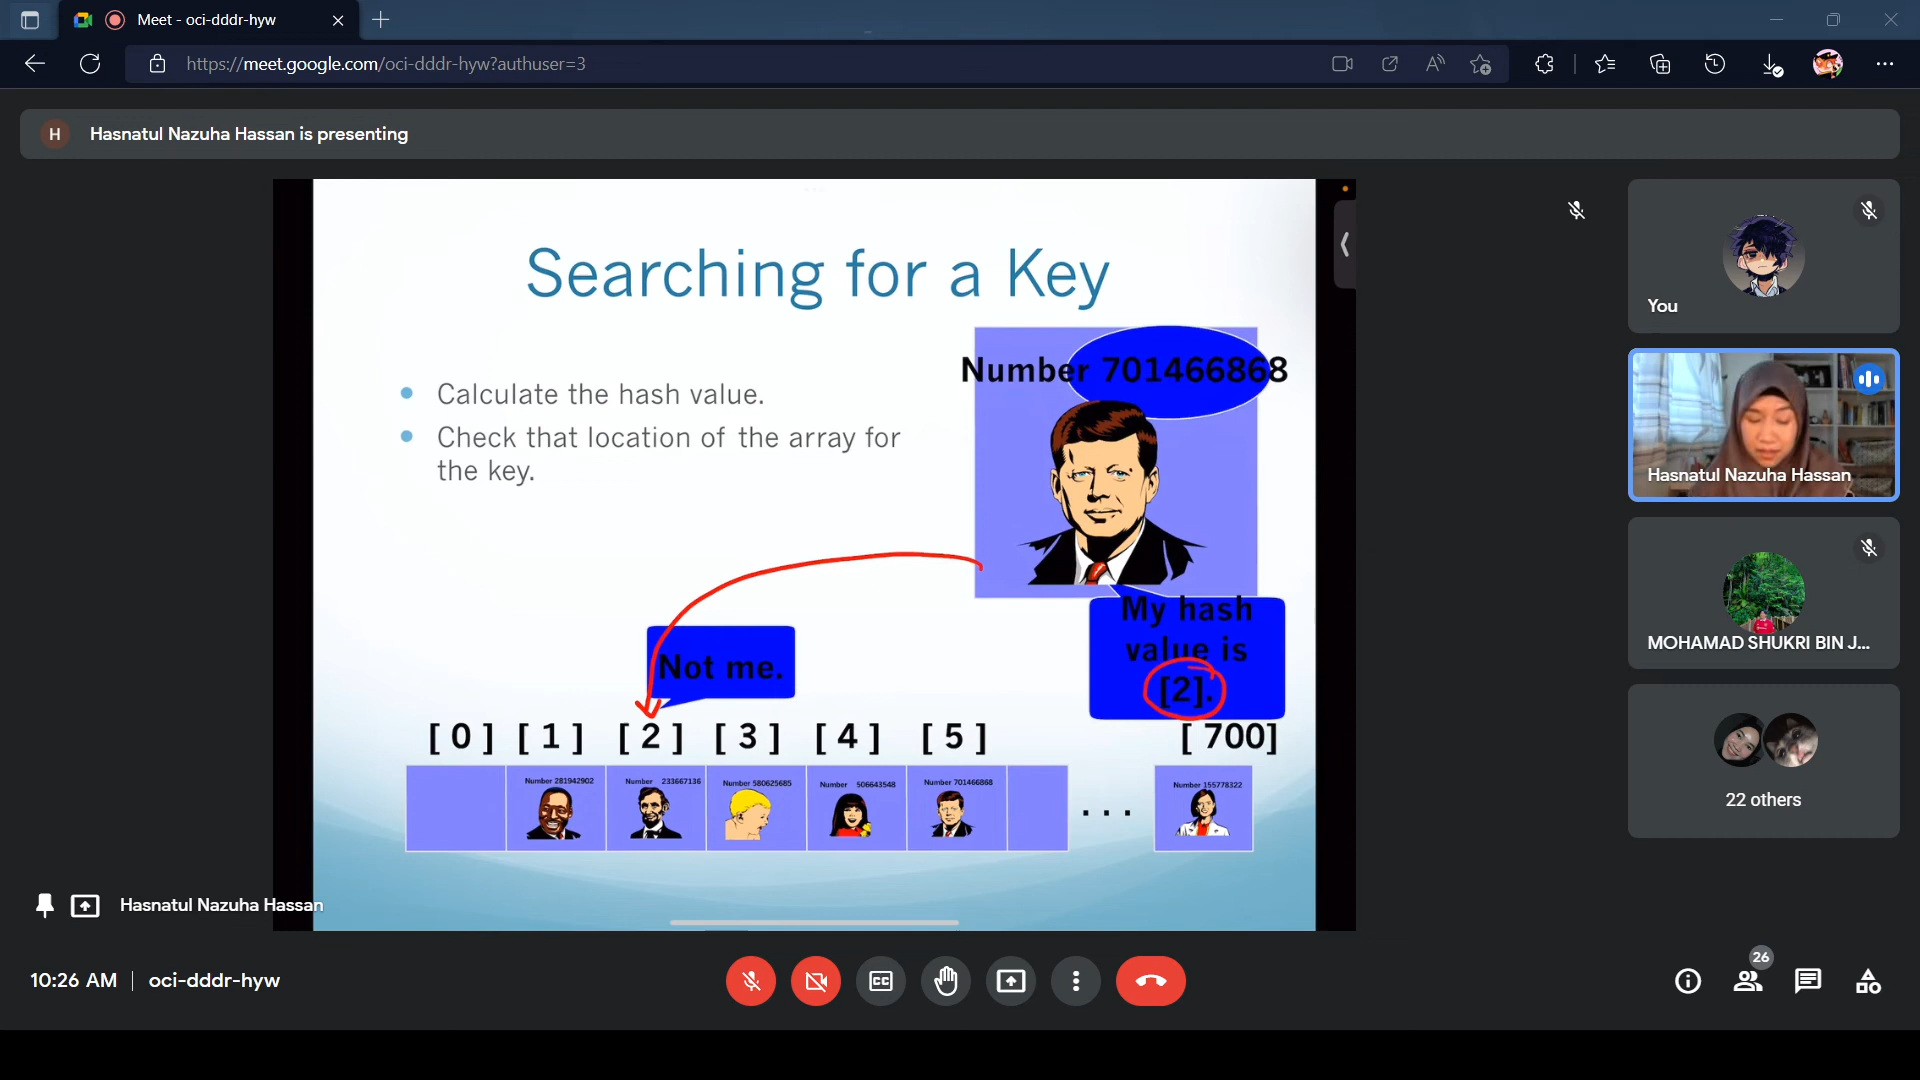 Meet - oci-dddr-hyw
https://meet.google.com/oci-dddr-hyw?authuser=3
H
Hasnatul Nazuha Hassan is presenting
Searching for a Key
Number 701466868
• Calculate the hash value.
• Check that location of the array for
the key.
My hash
value is
[2].
Not me.
[ 0 ] [ 1 ] [ 2 ] [ 3 ] [ 4 ] [ 5 ] [ 700]
Number 281942902
Number 233667136
Number 580625685
Number 506643548
Number 701466868
. . .
Number 155778322
You
Hasnatul Nazuha Hassan
MOHAMAD SHUKRI BIN J...
22 others
Hasnatul Nazuha Hassan
10:26 AM | oci-dddr-hyw
CC
26